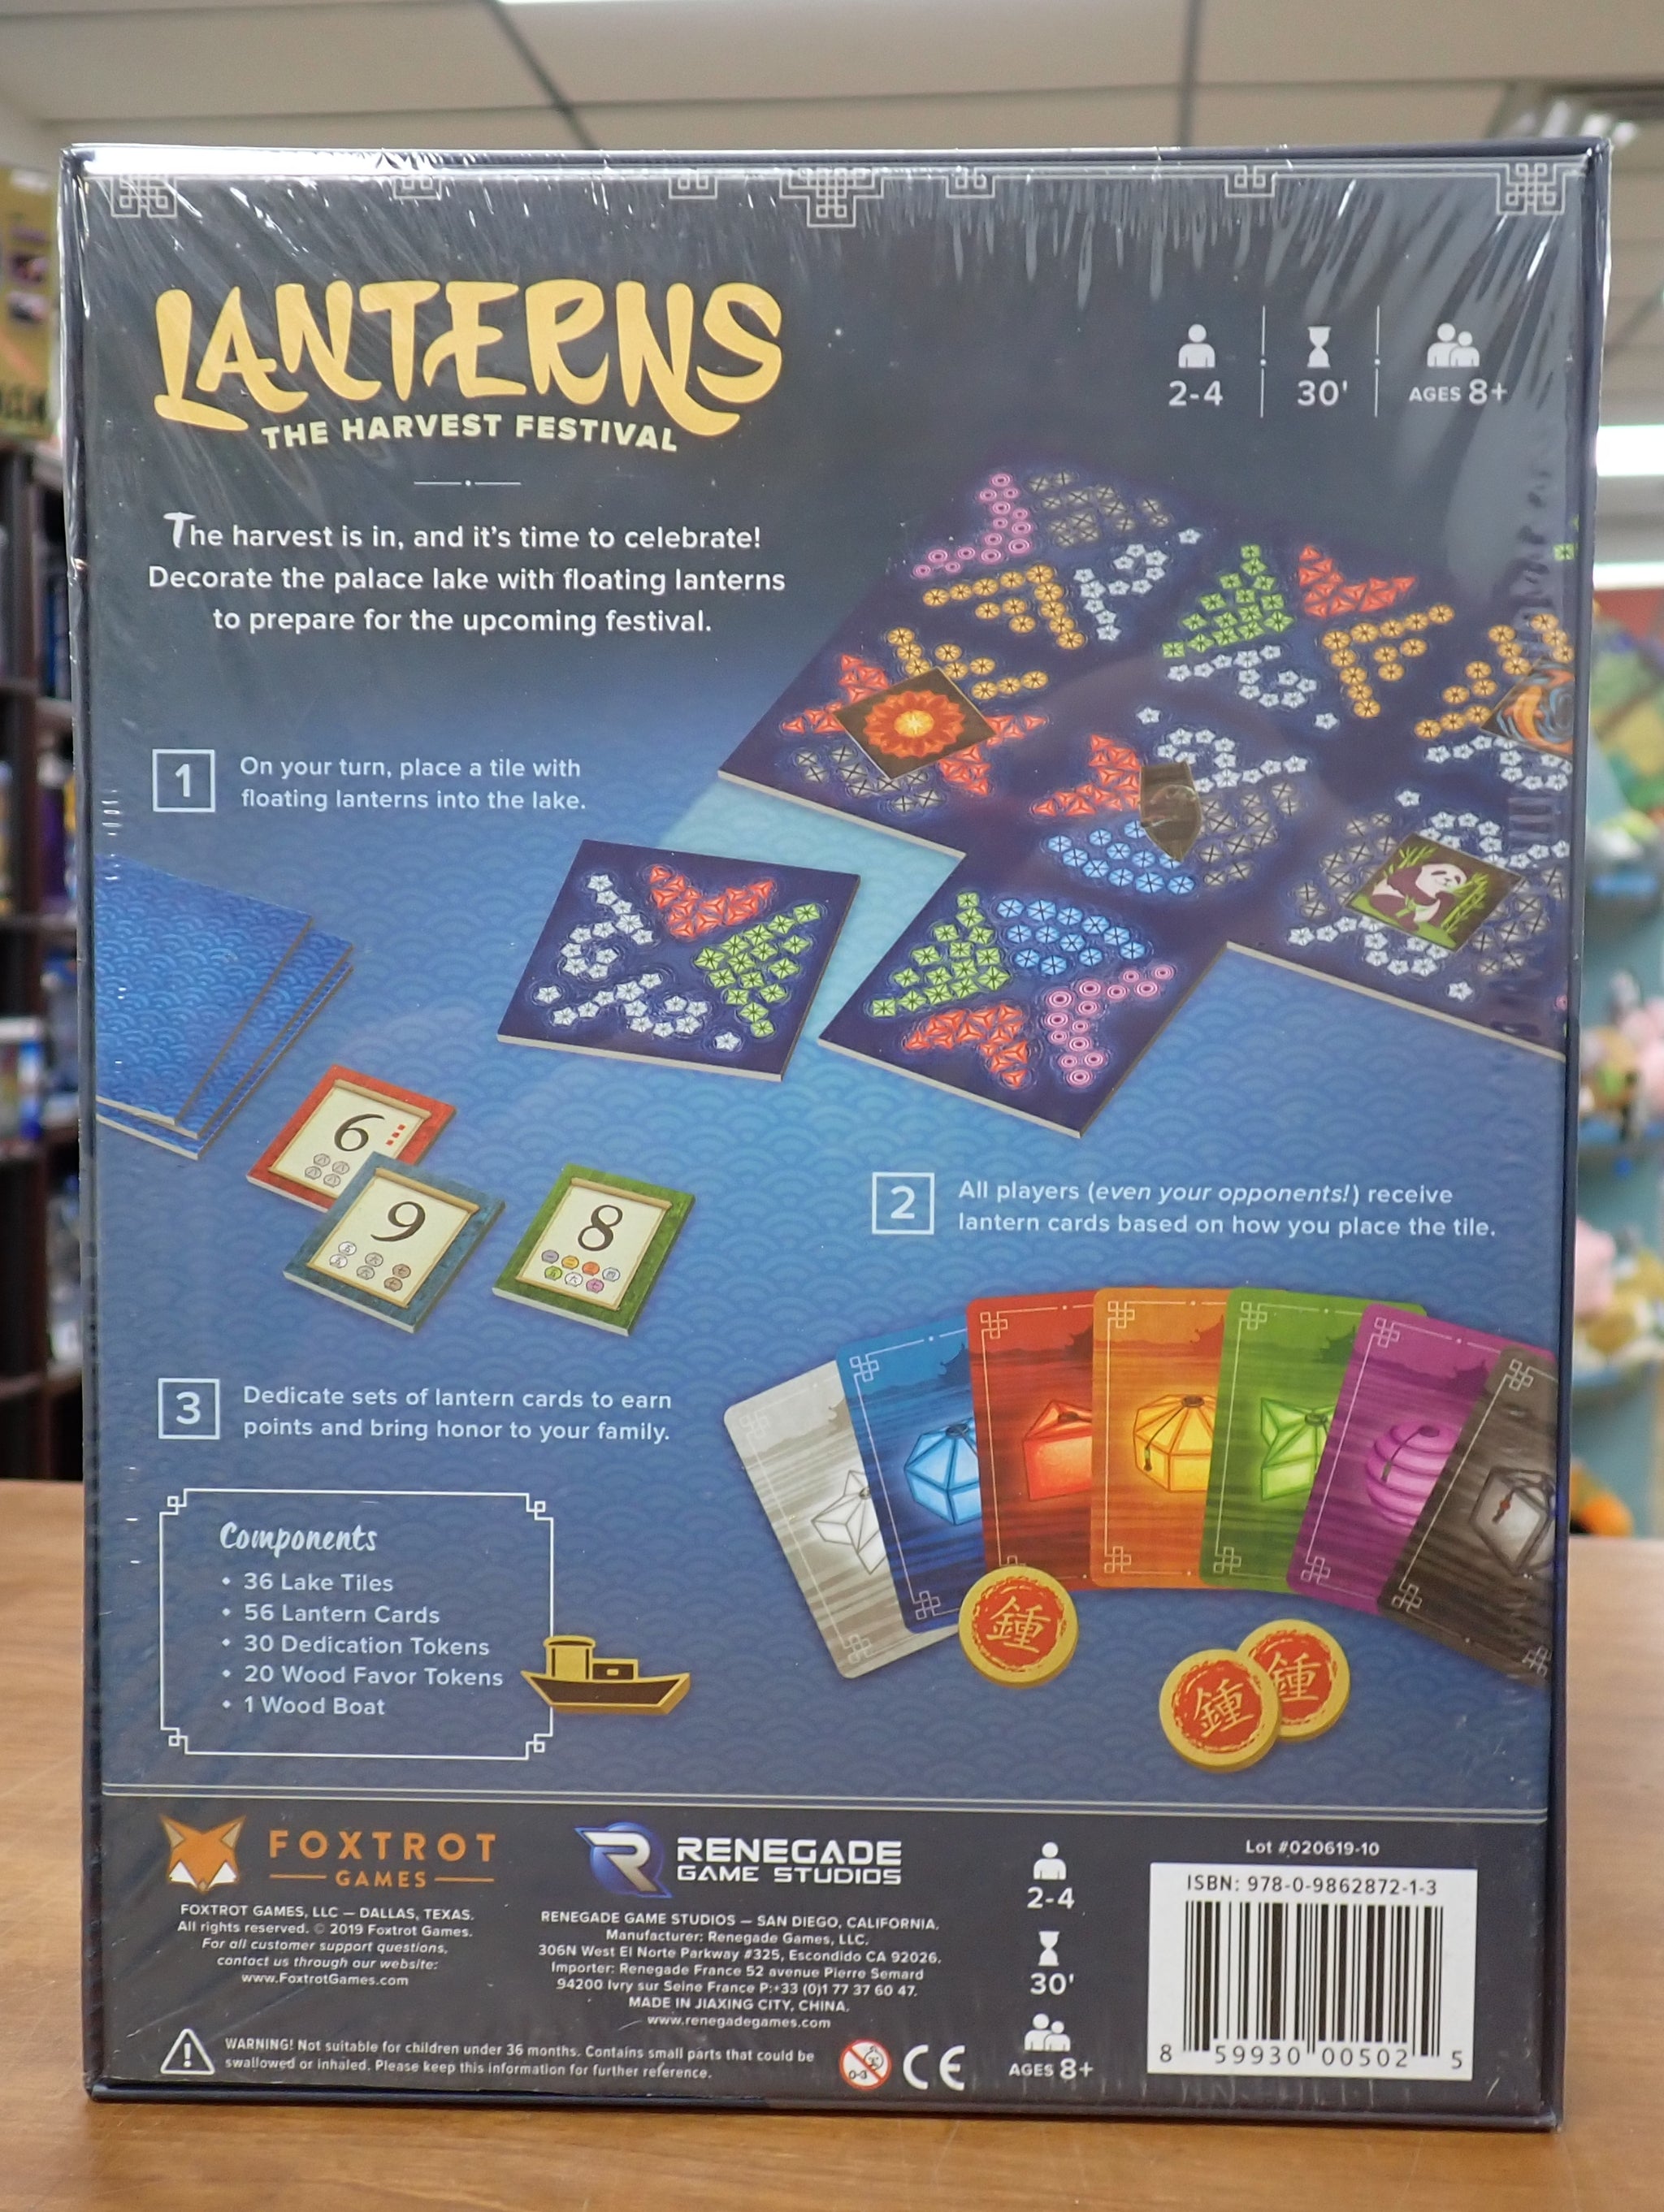 LANTERNS
THE HARVEST FESTIVAL
2-4
30'
AGES 8+
The harvest is in, and it's time to celebrate!
Decorate the palace lake with floating lanterns
to prepare for the upcoming festival.
1
On your turn, place a tile with
floating lanterns into the lake.
6
9
8
2
All players (even your opponents!) receive
lantern cards based on how you place the tile.
3
Dedicate sets of lantern cards to earn
points and bring honor to your family.
Components
• 36 Lake Tiles
• 56 Lantern Cards
• 30 Dedication Tokens
• 20 Wood Favor Tokens
• 1 Wood Boat
鍾
鍾
鍾
FOXTROT
GAMES
FOXTROT GAMES, LLC — DALLAS, TEXAS.
All rights reserved. © 2019 Foxtrot Games.
For all customer support questions,
contact us through our website:
www.FoxtrotGames.com
RENEGADE
GAME STUDIOS
RENEGADE GAME STUDIOS — SAN DIEGO, CALIFORNIA.
Manufacturer: Renegade Games, LLC.
306N West El Norte Parkway #325, Escondido CA 92026.
Importer: Renegade France 52 avenue Pierre Semard
94200 Ivry sur Seine France P:+33 (0)1 77 37 60 47.
MADE IN JIAXING CITY, CHINA.
www.renegadegames.com
WARNING! Not suitable for children under 36 months. Contains small parts that could be
swallowed or inhaled. Please keep this information for further reference.
0-3
CE
2-4
30'
AGES 8+
Lot #020619-10
ISBN: 978-0-9862872-1-3
8 59930 00502 5